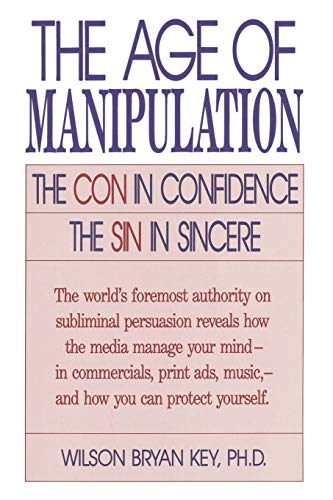 THE AGE OF
MANIPULATION
THE CON IN CONFIDENCE
THE SIN IN SINCERE
The world's foremost authority on
subliminal persuasion reveals how
the media manage your mind—
in commercials, print ads, music,—
and how you can protect yourself.
WILSON BRYAN KEY, PH.D.